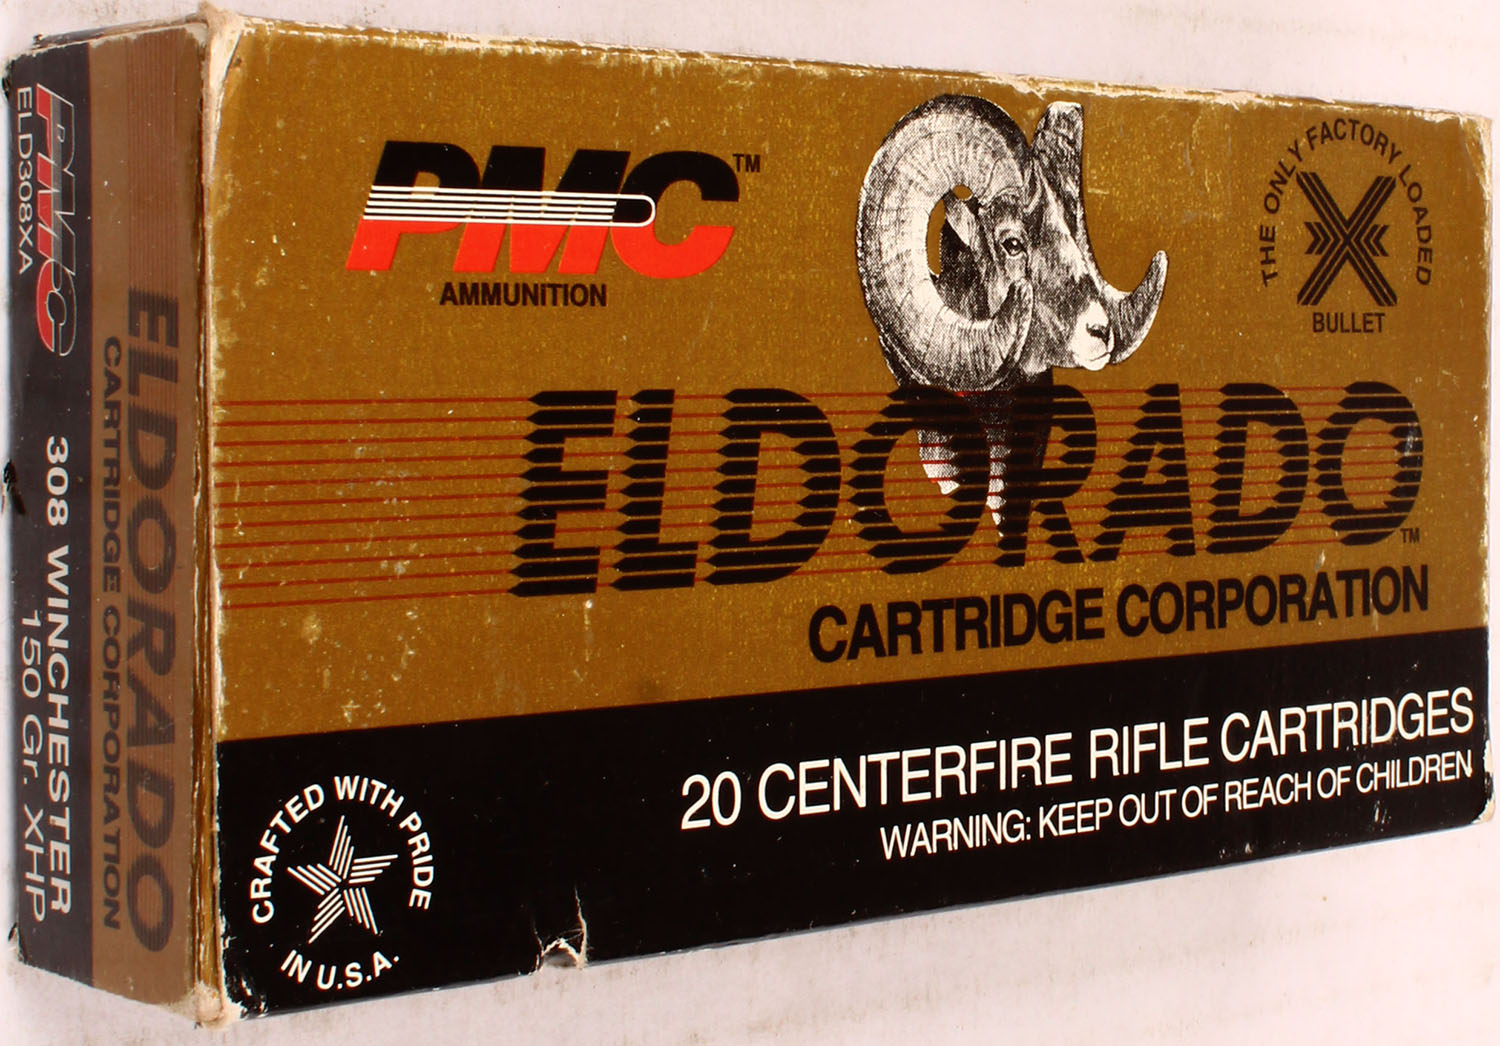 PMC™
AMMUNITION
THE ONLY FACTORY LOADED
X
BULLET
ELDORADO™
CARTRIDGE CORPORATION
20 CENTERFIRE RIFLE CARTRIDGES
WARNING: KEEP OUT OF REACH OF CHILDREN
CRAFTED WITH PRIDE
IN U.S.A.
ELDORADO
CARTRIDGE CORPORATION
PMC
ELD308XA
308 WINCHESTER
150 Gr. XHP